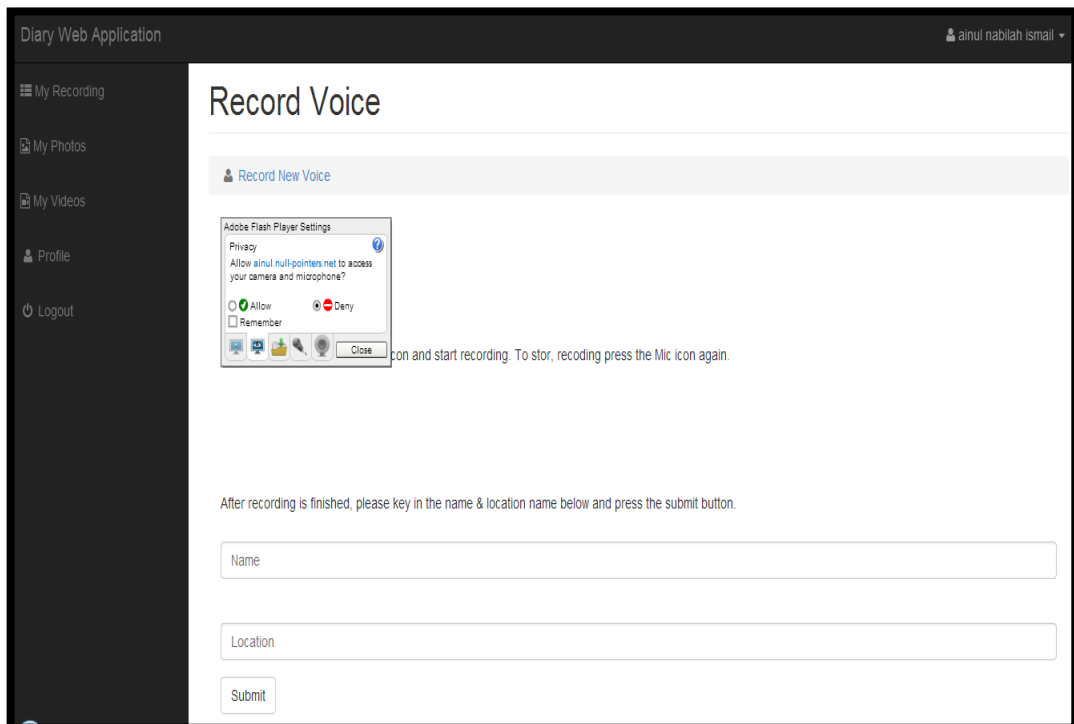 Diary Web Application
ainul nabilah ismail
My Recording
My Photos
My Videos
Profile
Logout
Record Voice
Record New Voice
Adobe Flash Player Settings
Privacy
Allow ainul.null-pointers.net to access
your camera and microphone?
Allow Deny
Remember
Close
con and start recording. To stor, recoding press the Mic icon again.
After recording is finished, please key in the name & location name below and press the submit button.
Name
Location
Submit